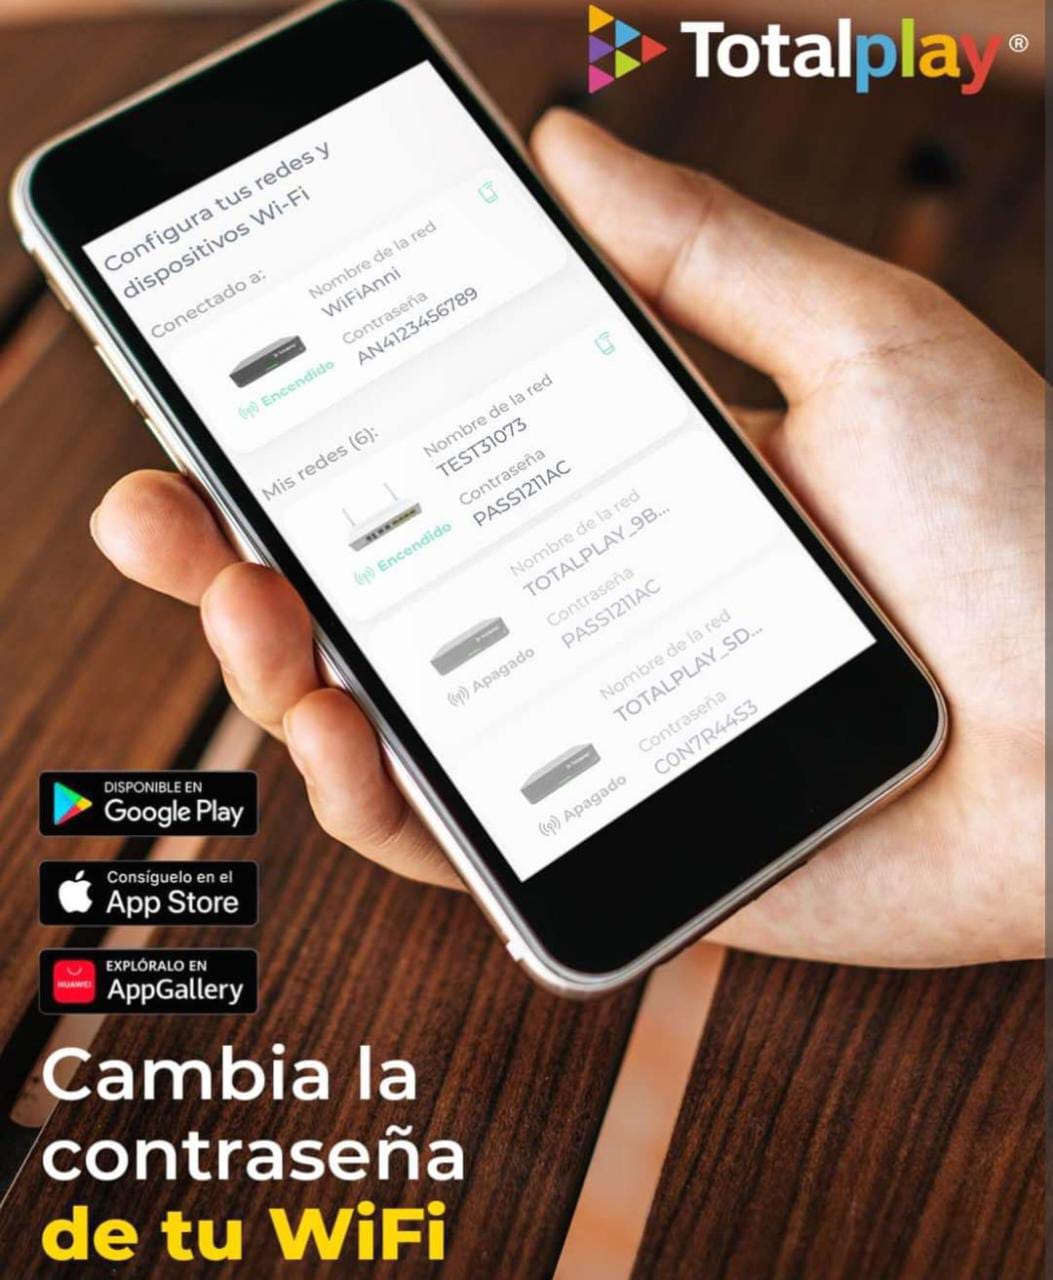 Totalplay®
Configura tus redes y
dispositivos Wi-Fi
Conectado a:
Nombre de la red
WiFiAnni
Contraseña
AN4123456789
Encendido
Mis redes (6):
Nombre de la red
TEST31073
Contraseña
PASS1211AC
Encendido
Nombre de la red
TOTALPLAY_9B...
Contraseña
PASS1211AC
Apagado
Nombre de la red
TOTALPLAY_SD...
Contraseña
C0N7R44S3
Apagado
DISPONIBLE EN
Google Play
Consíguelo en el
App Store
HUAWEI
EXPLÓRALO EN
AppGallery
Cambia la
contraseña
de tu WiFi